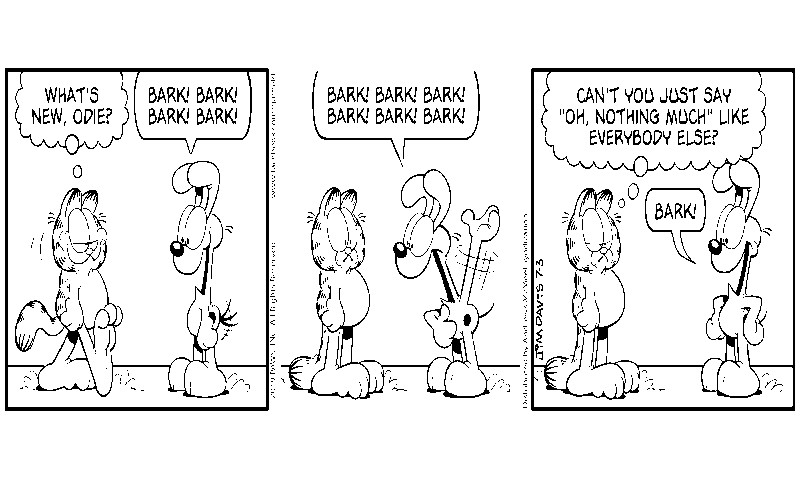 WHAT'S
NEW, ODIE?
BARK! BARK!
BARK! BARK!
BARK! BARK! BARK!
BARK! BARK! BARK!
CAN'T YOU JUST SAY
"OH, NOTHING MUCH" LIKE
EVERYBODY ELSE?
BARK!
JIM DAVIS 7-3